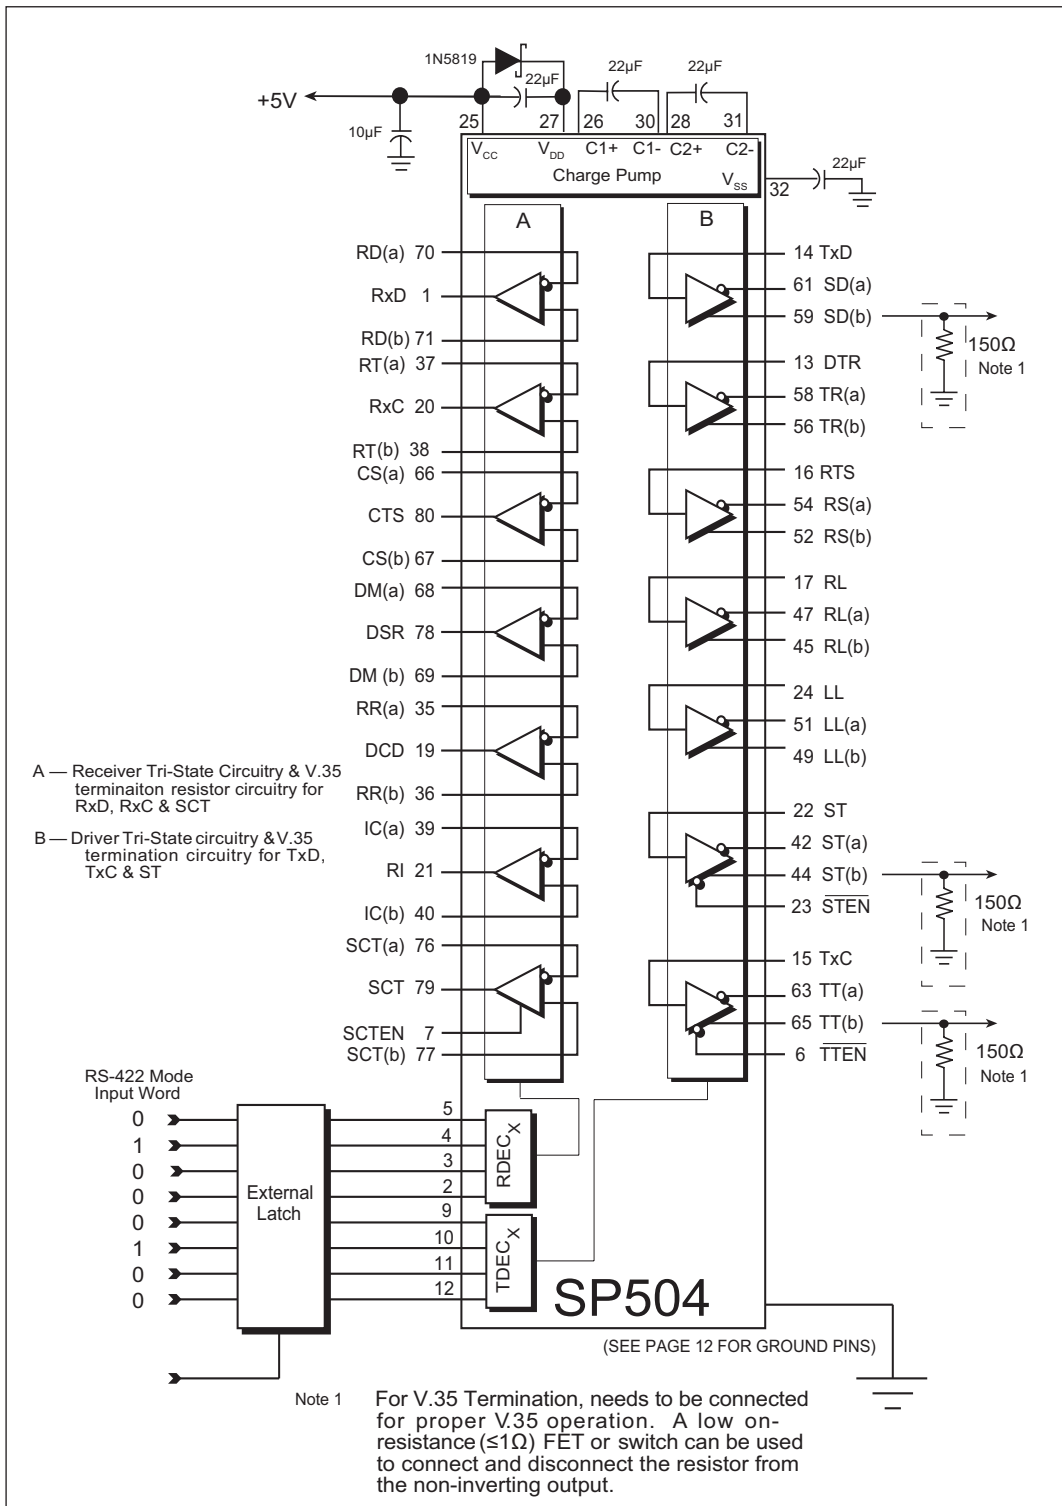 1N5819
22µF
22µF
22µF
+5V
10µF
25
27
26
30
28
31
VCC
VDD
C1+
C1-
C2+
C2-
Charge Pump
VSS
32
22µF
A
B
RD(a) 70
RxD 1
RD(b) 71
RT(a) 37
RxC 20
RT(b) 38
CS(a) 66
CTS 80
CS(b) 67
DM(a) 68
DSR 78
DM (b) 69
RR(a) 35
DCD 19
RR(b) 36
IC(a) 39
RI 21
IC(b) 40
SCT(a) 76
SCT 79
SCTEN 7
SCT(b) 77
14 TxD
61 SD(a)
59 SD(b)
150Ω
Note 1
13 DTR
58 TR(a)
56 TR(b)
16 RTS
54 RS(a)
52 RS(b)
17 RL
47 RL(a)
45 RL(b)
24 LL
51 LL(a)
49 LL(b)
22 ST
42 ST(a)
44 ST(b)
23 STEN
150Ω
Note 1
15 TxC
63 TT(a)
65 TT(b)
6 TTEN
150Ω
Note 1
A — Receiver Tri-State Circuitry & V.35
terminaiton resistor circuitry for
RxD, RxC & SCT
B — Driver Tri-State circuitry & V.35
termination circuitry for TxD,
TxC & ST
RS-422 Mode
Input Word
0
1
0
0
0
1
0
0
External
Latch
5
4
3
2
9
10
11
12
RDECX
TDECX
SP504
(SEE PAGE 12 FOR GROUND PINS)
Note 1
For V.35 Termination, needs to be connected
for proper V.35 operation. A low on-
resistance (≤1Ω) FET or switch can be used
to connect and disconnect the resistor from
the non-inverting output.